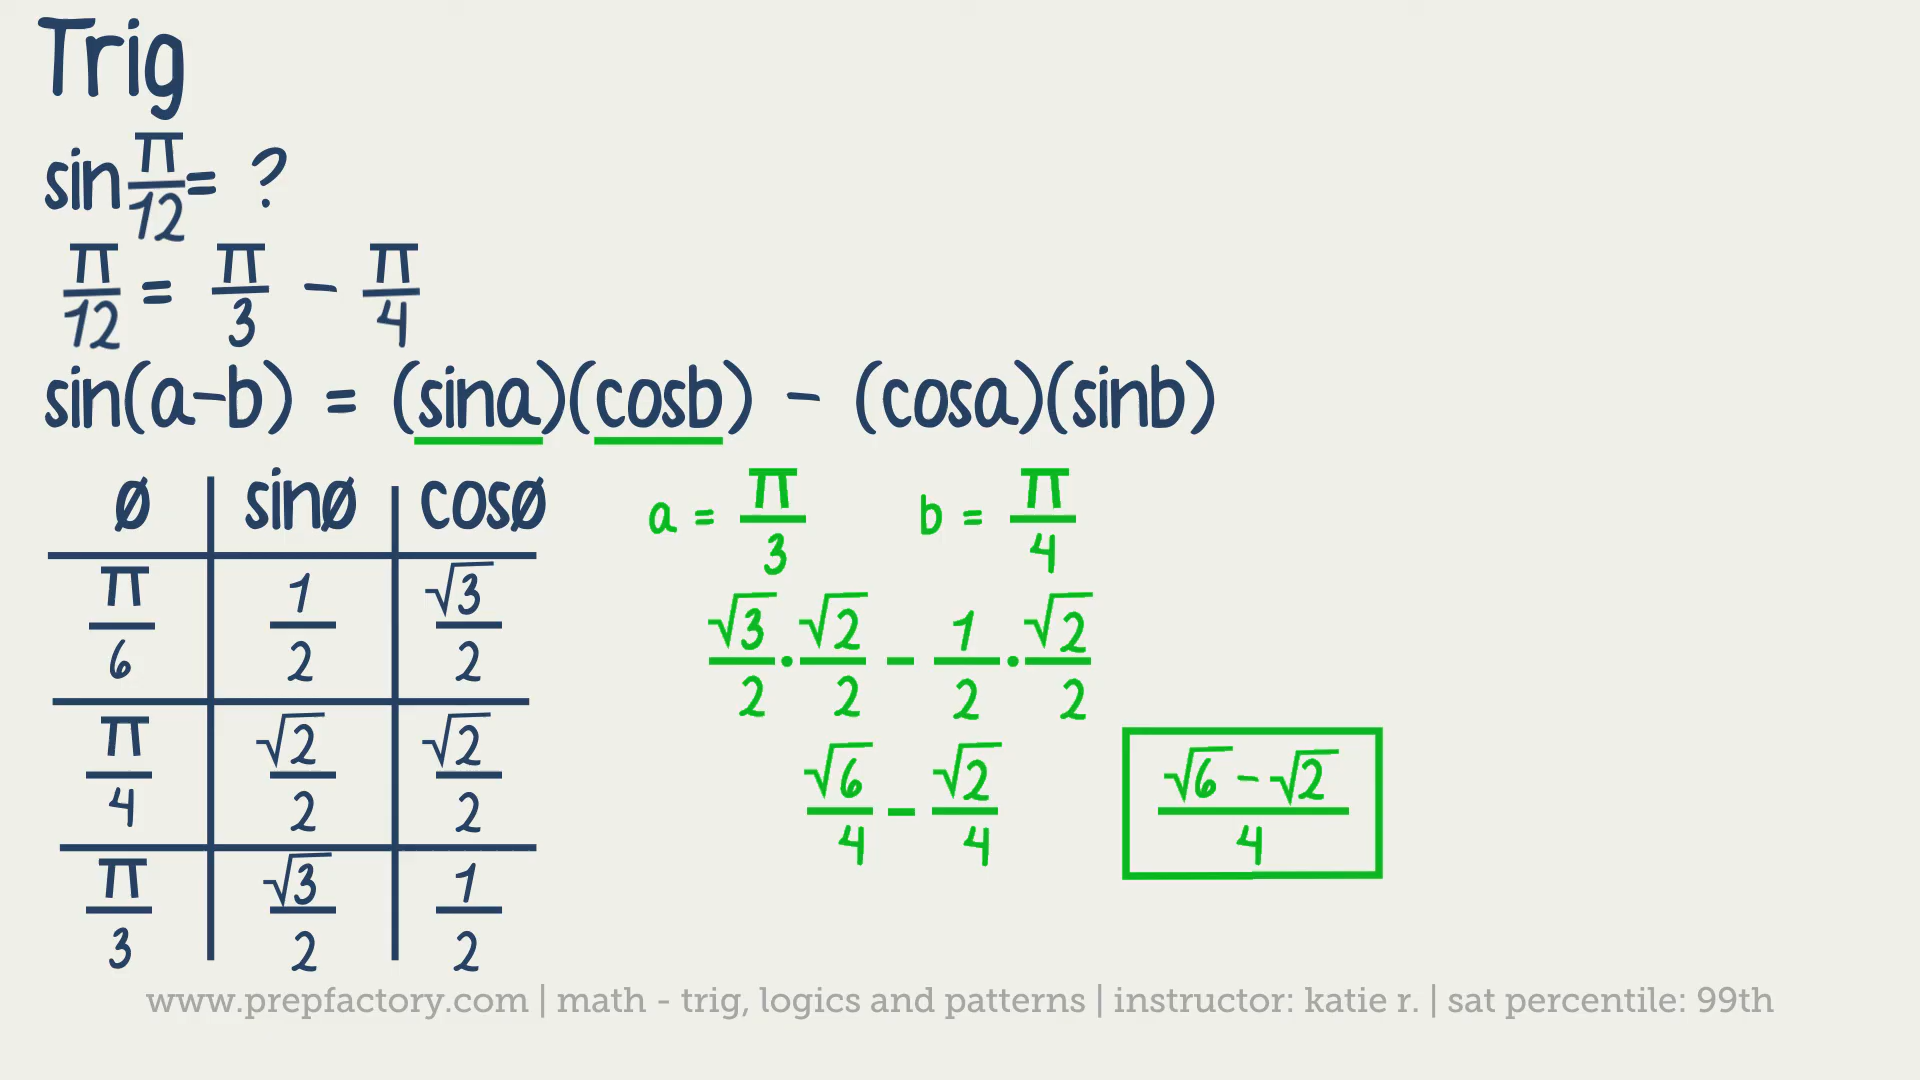 Trig
sin π/12 = ?
π/12 = π/3 - π/4
sin(a-b) = (sina)(cosb) - (cosa)(sinb)
ø sinø cosø
π/6 1/2 √3/2
π/4 √2/2 √2/2
π/3 √3/2 1/2
a = π/3 b = π/4
√3/2 · √2/2 - 1/2 · √2/2
√6/4 - √2/4
√6 - √2/4
www.prepfactory.com | math - trig, logics and patterns | instructor: katie r. | sat percentile: 99th